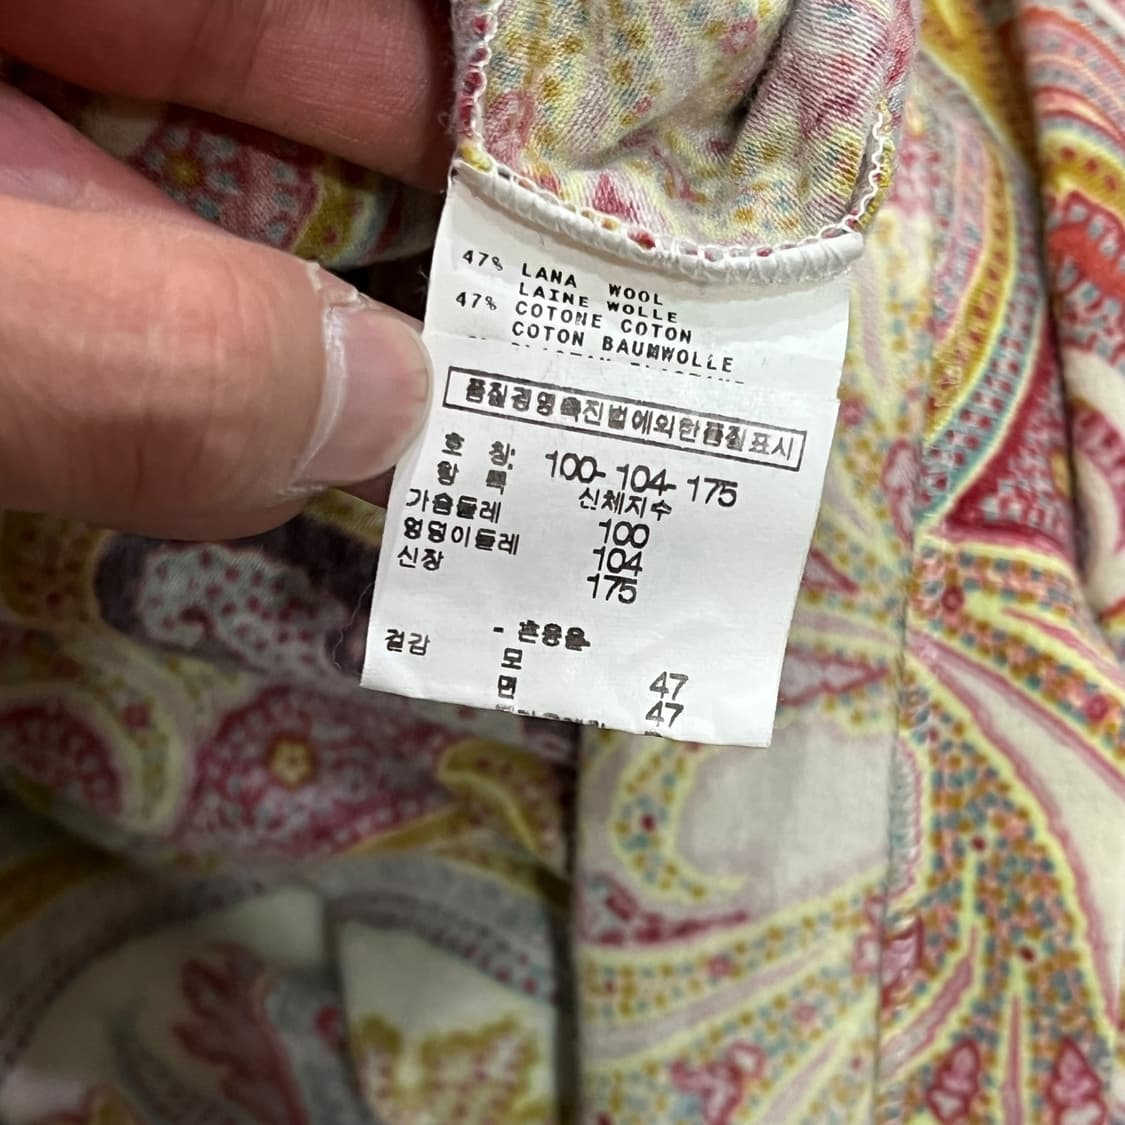 47% LANA WOOL
LAINE WOLLE
47% COTONE COTON
COTON BAUMWOLLE
품질경영촉진법에의한품질표시
호 칭: 100-104-175
항 목 신체지수
가슴둘레 100
엉덩이둘레 104
신장 175
겉감 - 혼용율
모 47
면 47